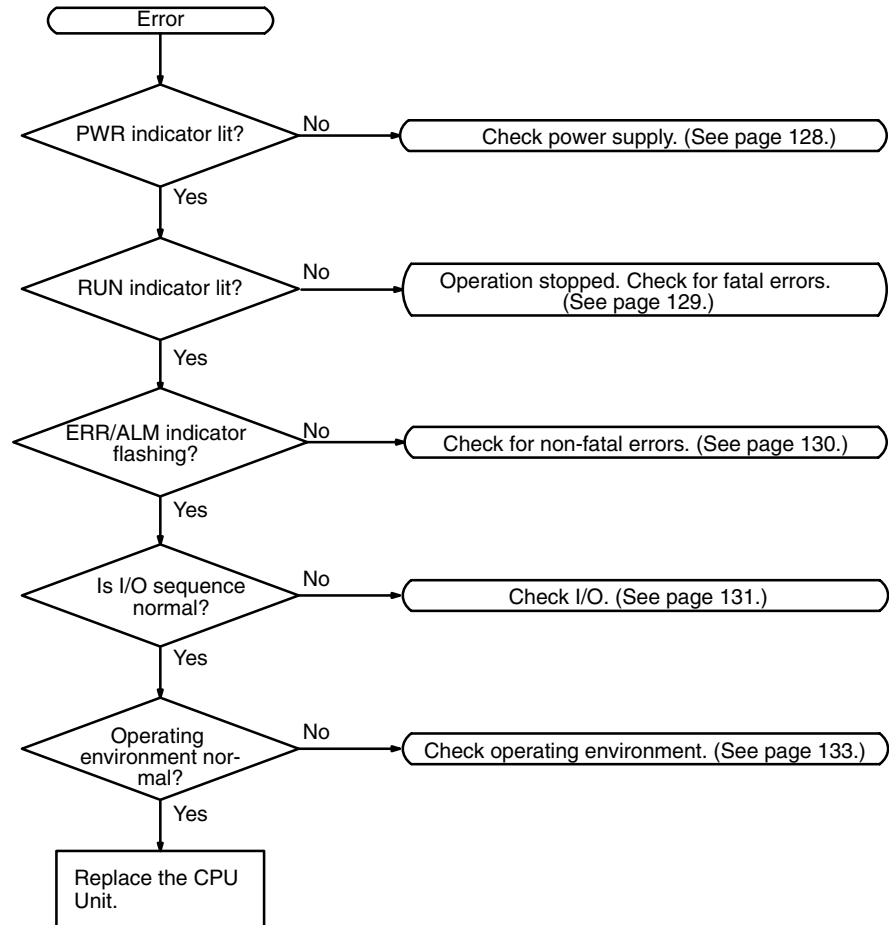 Error
PWR indicator lit?
No
Check power supply. (See page 128.)
Yes
RUN indicator lit?
No
Operation stopped. Check for fatal errors.
(See page 129.)
Yes
ERR/ALM indicator
flashing?
No
Check for non-fatal errors. (See page 130.)
Yes
Is I/O sequence
normal?
No
Check I/O. (See page 131.)
Yes
Operating
environment nor-
mal?
No
Check operating environment. (See page 133.)
Yes
Replace the CPU
Unit.